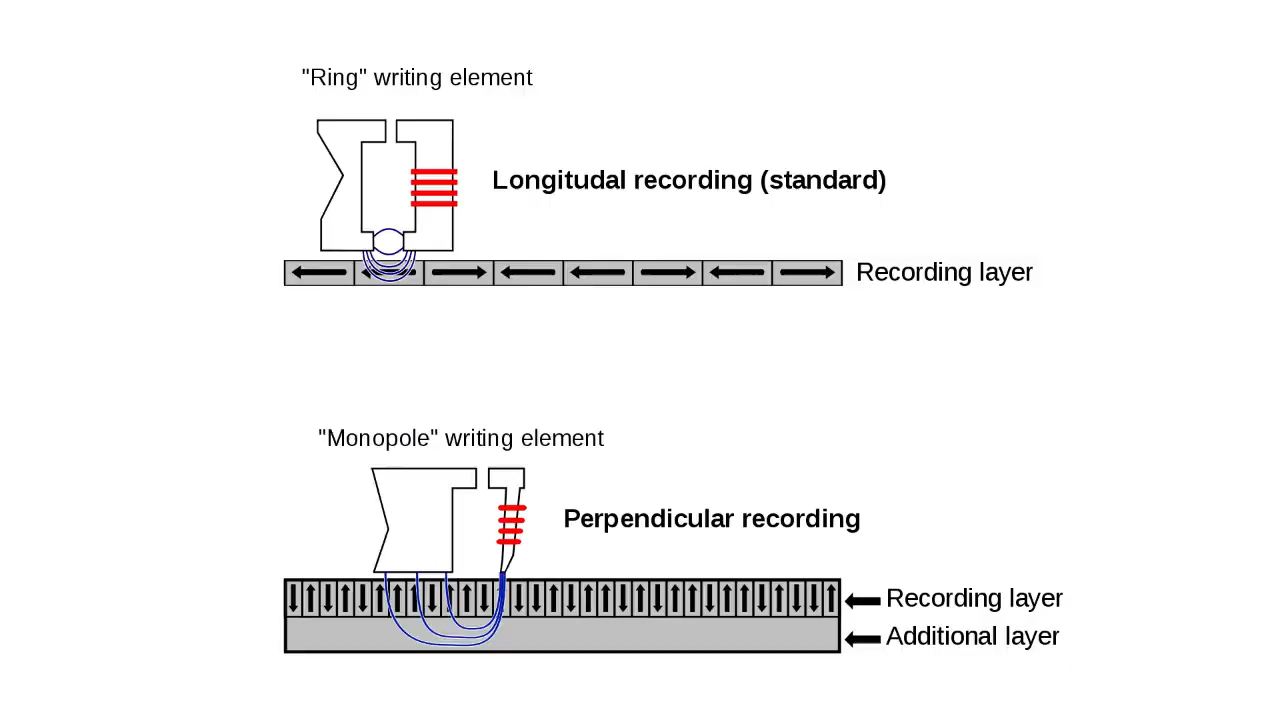 "Ring" writing element
Longitudal recording (standard)
Recording layer
"Monopole" writing element
Perpendicular recording
Recording layer
Additional layer